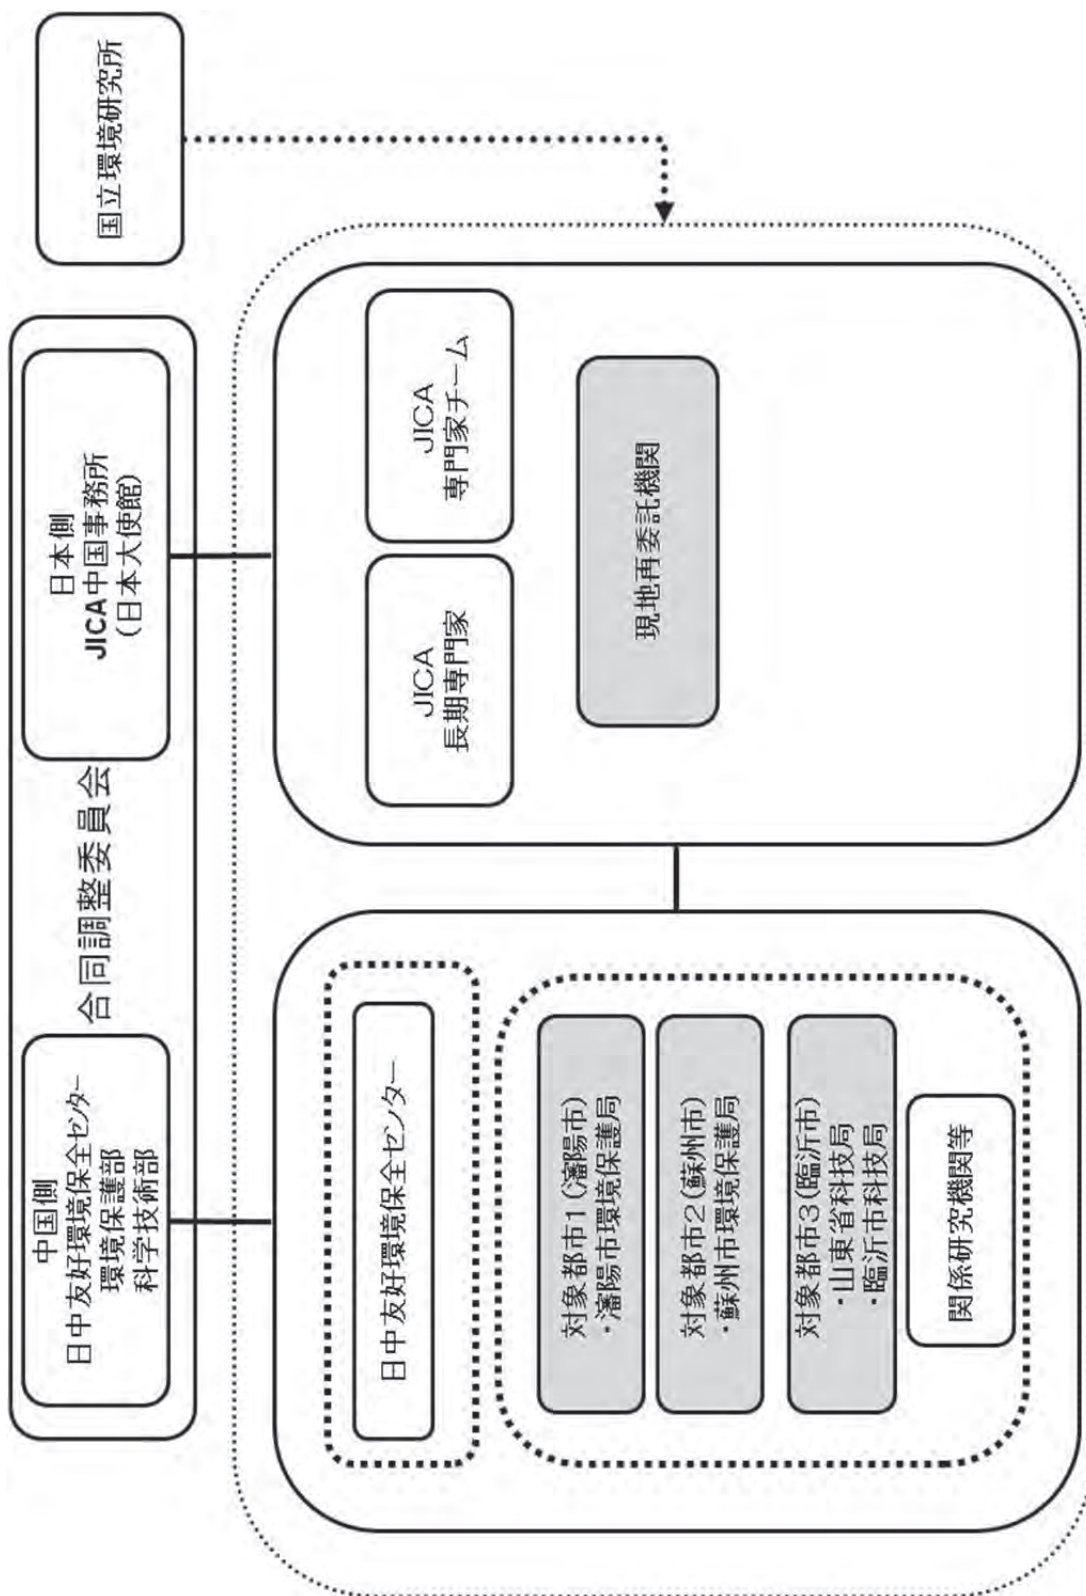 合同調整委員会
中国側
日中友好環境保全センター
環境保護部
科学技術部
日本側
JICA中国事務所
（日本大使館）
国立環境研究所
日中友好環境保全センター
対象都市1（瀋陽市）
・瀋陽市環境保護局
対象都市2（蘇州市）
・蘇州市環境保護局
対象都市3（臨沂市）
・山東省科技局
・臨沂市科技局
関係研究機関等
JICA
長期専門家
JICA
専門家チーム
現地再委託機関